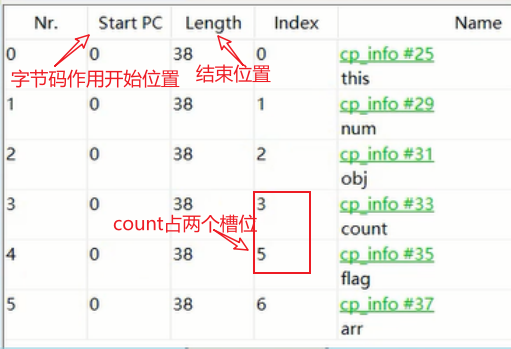 Nr. Start PC Length Index Name
0 0 38 0 cp_info #25
this
字节码作用开始位置 结束位置
1 0 38 1 cp_info #29
num
2 0 38 2 cp_info #31
obj
3 0 38 3 cp_info #33
count占两个槽位 count
4 0 38 5 cp_info #35
flag
5 0 38 6 cp_info #37
arr